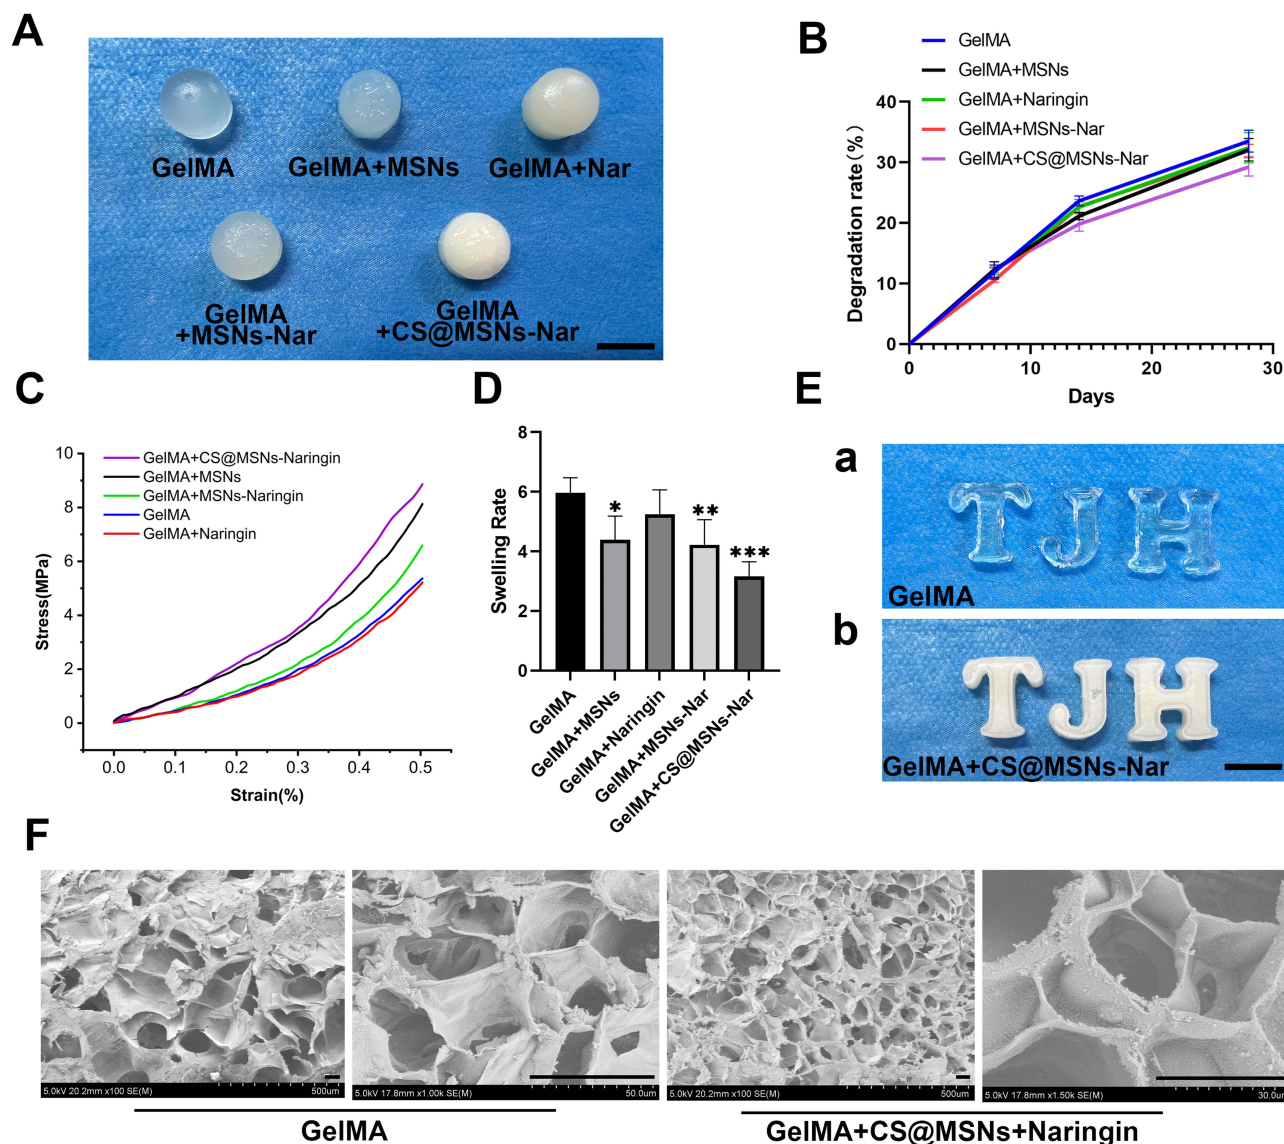 A
GelMA
GelMA+MSNs
GelMA+Nar
GelMA
+MSNs-Nar
GelMA
+CS@MSNs-Nar
B
GelMA
GelMA+MSNs
GelMA+Naringin
GelMA+MSNs-Nar
GelMA+CS@MSNs-Nar
Degradation rate(%)
40
30
20
10
0
0
10
20
30
Days
C
GelMA+CS@MSNs-Naringin
GelMA+MSNs
GelMA+MSNs-Naringin
GelMA
GelMA+Naringin
Stress(MPa)
10
8
6
4
2
0
0.0
0.1
0.2
0.3
0.4
0.5
Strain(%)
D
Swelling Rate
8
6
4
2
0
*
**
***
GelMA
GelMA+MSNs
GelMA+Naringin
GelMA+MSNs-Nar
GelMA+CS@MSNs-Nar
E
a
TJH
GelMA
b
TJH
GelMA+CS@MSNs-Nar
F
5.0kV 20.2mm x100 SE(M)
500um
5.0kV 17.8mm x1.00k SE(M)
50.0um
5.0kV 20.2mm x100 SE(M)
500um
5.0kV 17.8mm x1.50k SE(M)
30.0um
GelMA
GelMA+CS@MSNs+Naringin